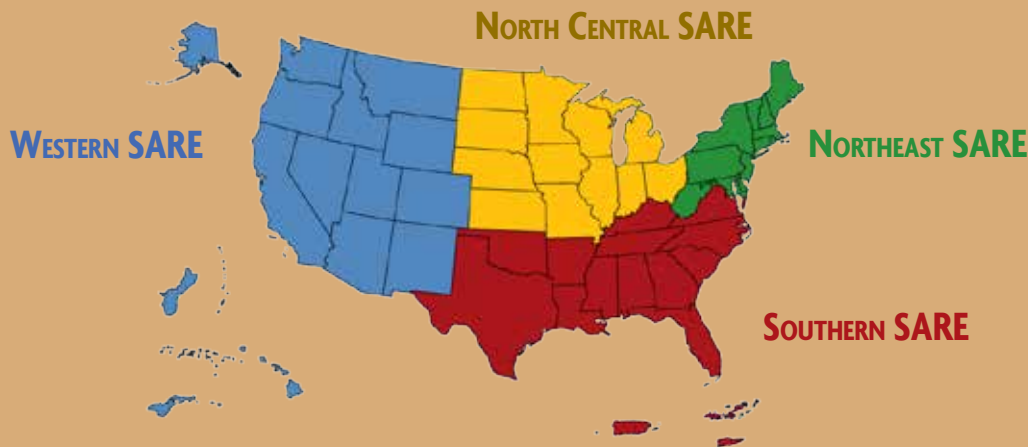 North Central SARE
Western SARE
Northeast SARE
Southern SARE